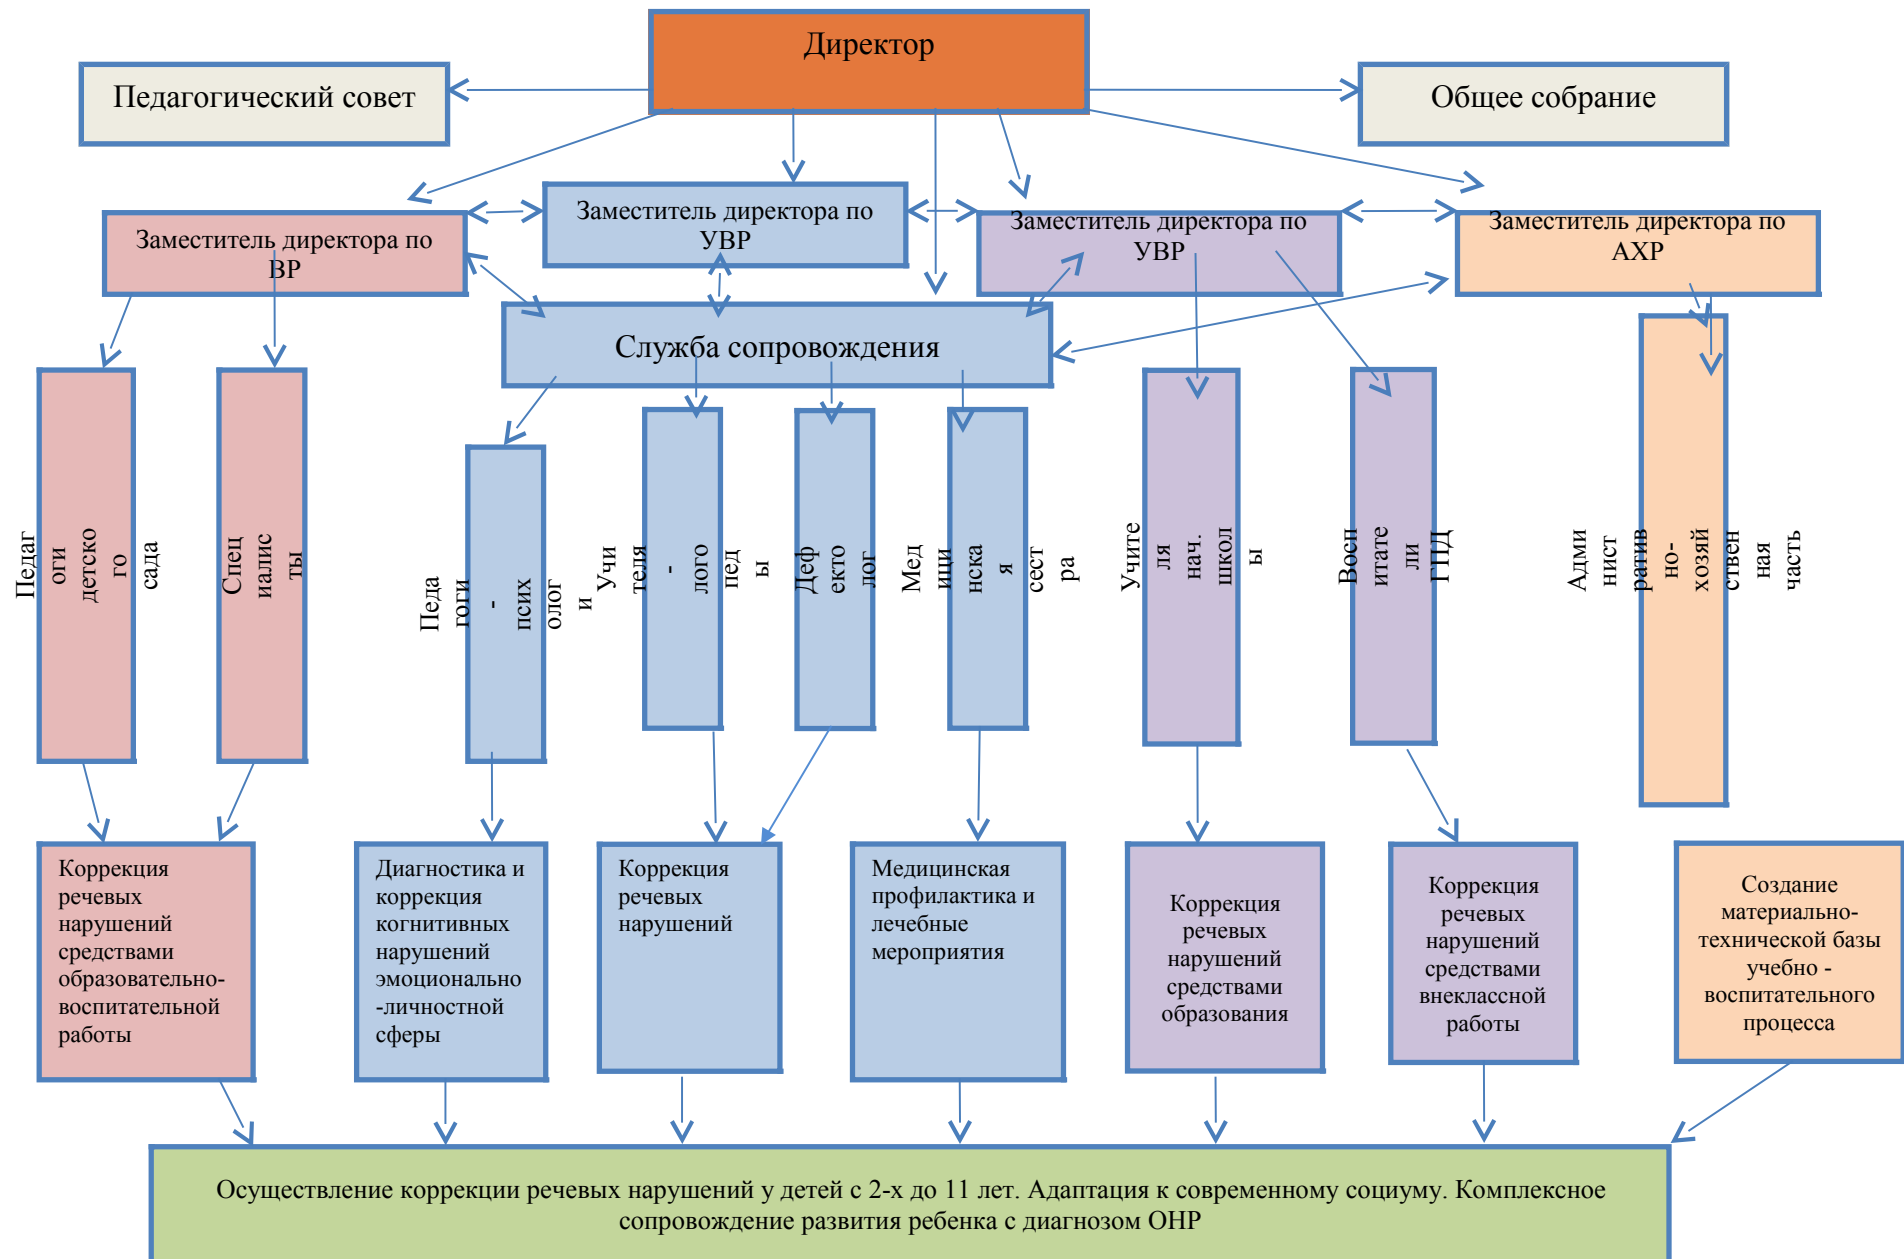 Директор
Педагогический совет
Общее собрание
Заместитель директора по
ВР
Заместитель директора по
УВР
Заместитель директора по
УВР
Заместитель директора по
АХР
Служба сопровождения
Педаг
оги
детско
го
сада
Спец
иалис
ты
Педа
гоги
-
псих
олог
и
Учи
теля
-
лого
пед
ы
Деф
екто
лог
Мед
ици
нска
я
сест
ра
Учите
ля
нач.
школ
ы
Восп
итате
ли
ГПД
Адми
нист
ратив
но-
хозяй
ствен
ная
часть
Коррекция
речевых
нарушений
средствами
образовательно-
воспитательной
работы
Диагностика и
коррекция
когнитивных
нарушений
эмоционально
-личностной
сферы
Коррекция
речевых
нарушений
Медицинская
профилактика и
лечебные
мероприятия
Коррекция
речевых
нарушений
средствами
образования
Коррекция
речевых
нарушений
средствами
внеклассной
работы
Создание
материально-
технической базы
учебно -
воспитательного
процесса
Осуществление коррекции речевых нарушений у детей с 2-х до 11 лет. Адаптация к современному социуму. Комплексное
сопровождение развития ребенка с диагнозом ОНР